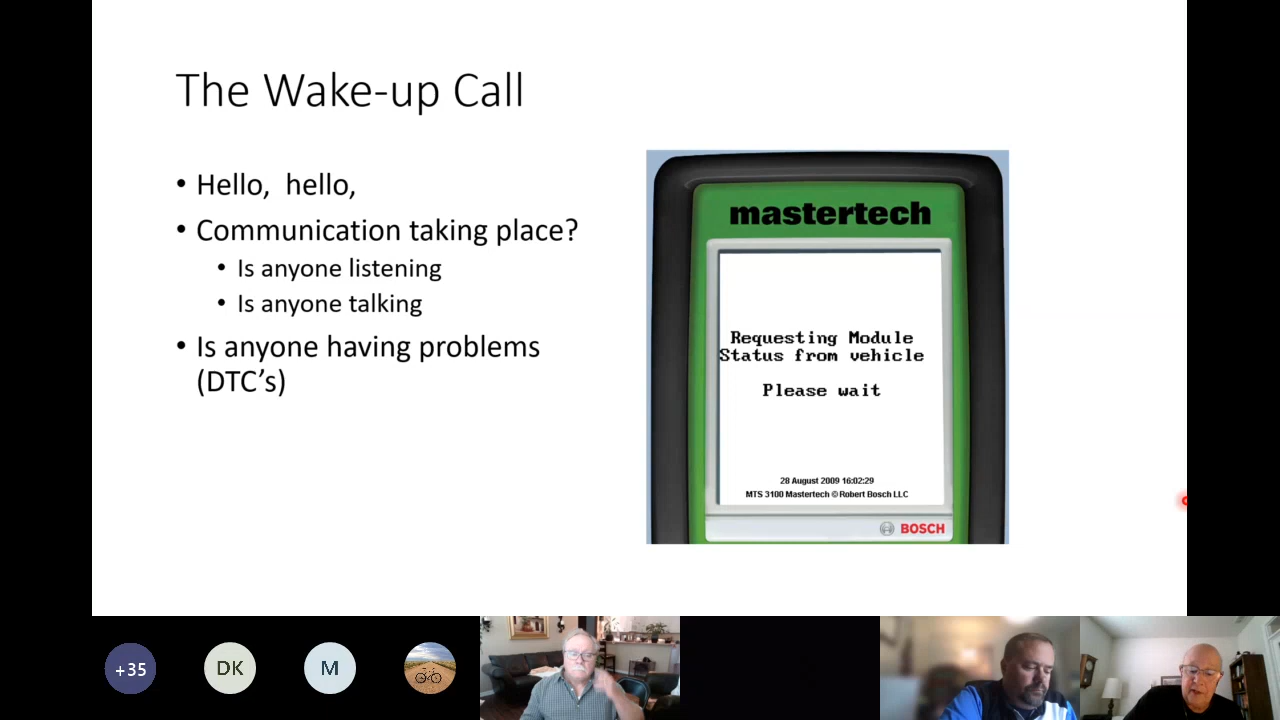 The Wake-up Call
• Hello,  hello,
• Communication taking place?
• Is anyone listening
• Is anyone talking
• Is anyone having problems
(DTC’s)
mastertech
Requesting Module
Status from vehicle
Please wait
28 August 2009 16:02:29
MTS 3100 Mastertech © Robert Bosch LLC
BOSCH
+35
DK
M